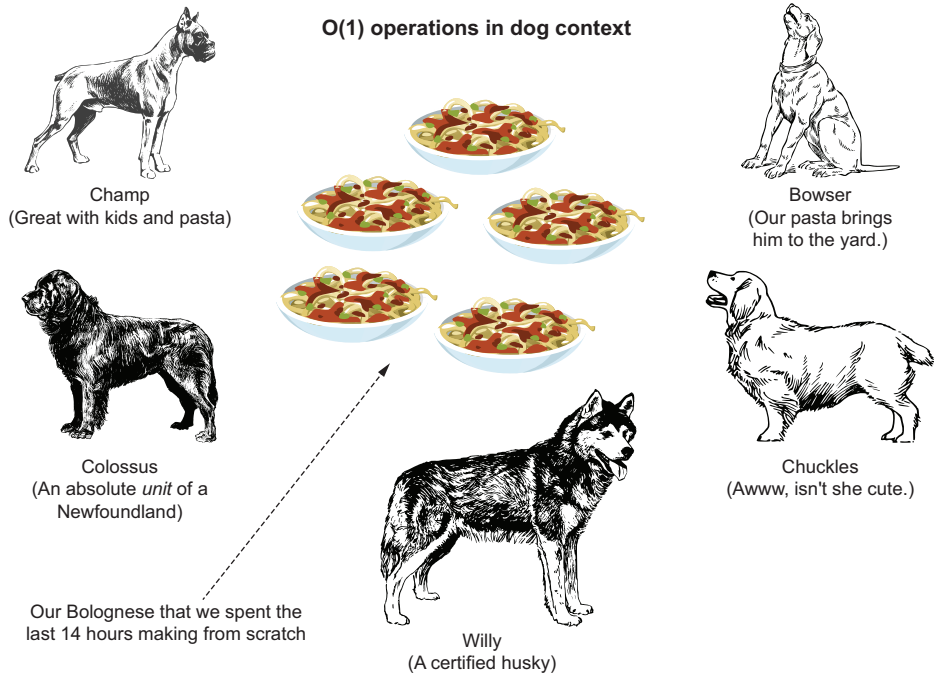 O(1) operations in dog context
Champ
(Great with kids and pasta)
Bowser
(Our pasta brings
him to the yard.)
Colossus
(An absolute unit of a
Newfoundland)
Chuckles
(Awww, isn't she cute.)
Our Bolognese that we spent the
last 14 hours making from scratch
Willy
(A certified husky)